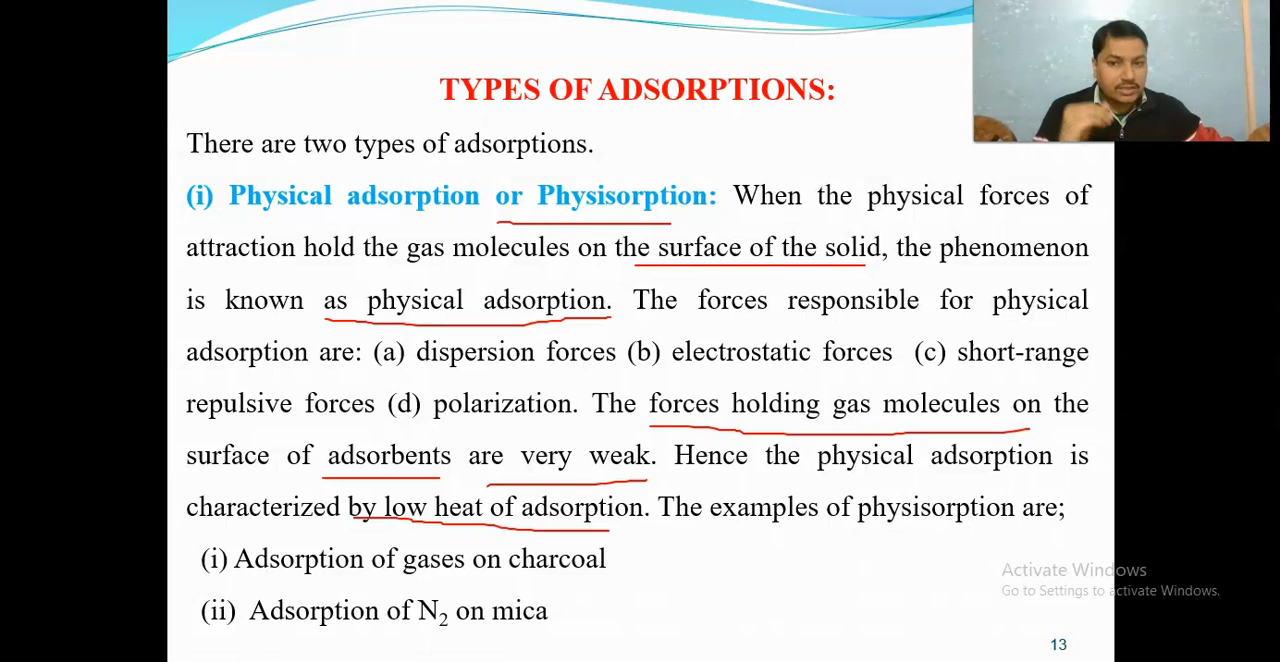 TYPES OF ADSORPTIONS:
There are two types of adsorptions.
(i) Physical adsorption or Physisorption: When the physical forces of
attraction hold the gas molecules on the surface of the solid, the phenomenon
is known as physical adsorption. The forces responsible for physical
adsorption are: (a) dispersion forces (b) electrostatic forces (c) short-range
repulsive forces (d) polarization. The forces holding gas molecules on the
surface of adsorbents are very weak. Hence the physical adsorption is
characterized by low heat of adsorption. The examples of physisorption are;
(i) Adsorption of gases on charcoal
(ii) Adsorption of N₂ on mica
Activate Windows
Go to Settings to activate Windows.
13